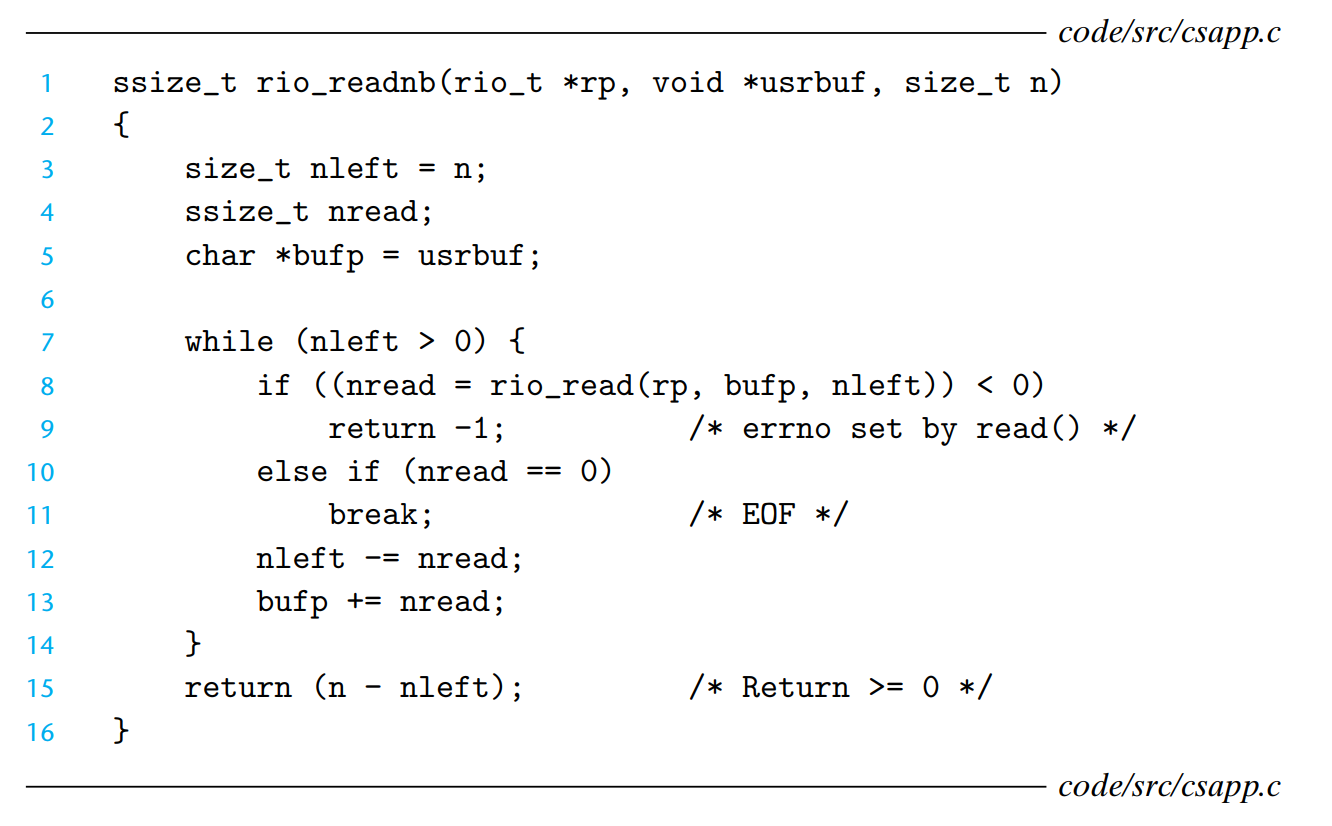 code/src/csapp.c
1 ssize_t rio_readnb(rio_t *rp, void *usrbuf, size_t n)
2 {
3     size_t nleft = n;
4     ssize_t nread;
5     char *bufp = usrbuf;
6
7     while (nleft > 0) {
8         if ((nread = rio_read(rp, bufp, nleft)) < 0)
9             return -1;          /* errno set by read() */
10         else if (nread == 0)
11             break;              /* EOF */
12         nleft -= nread;
13         bufp += nread;
14     }
15     return (n - nleft);         /* Return >= 0 */
16 }
code/src/csapp.c